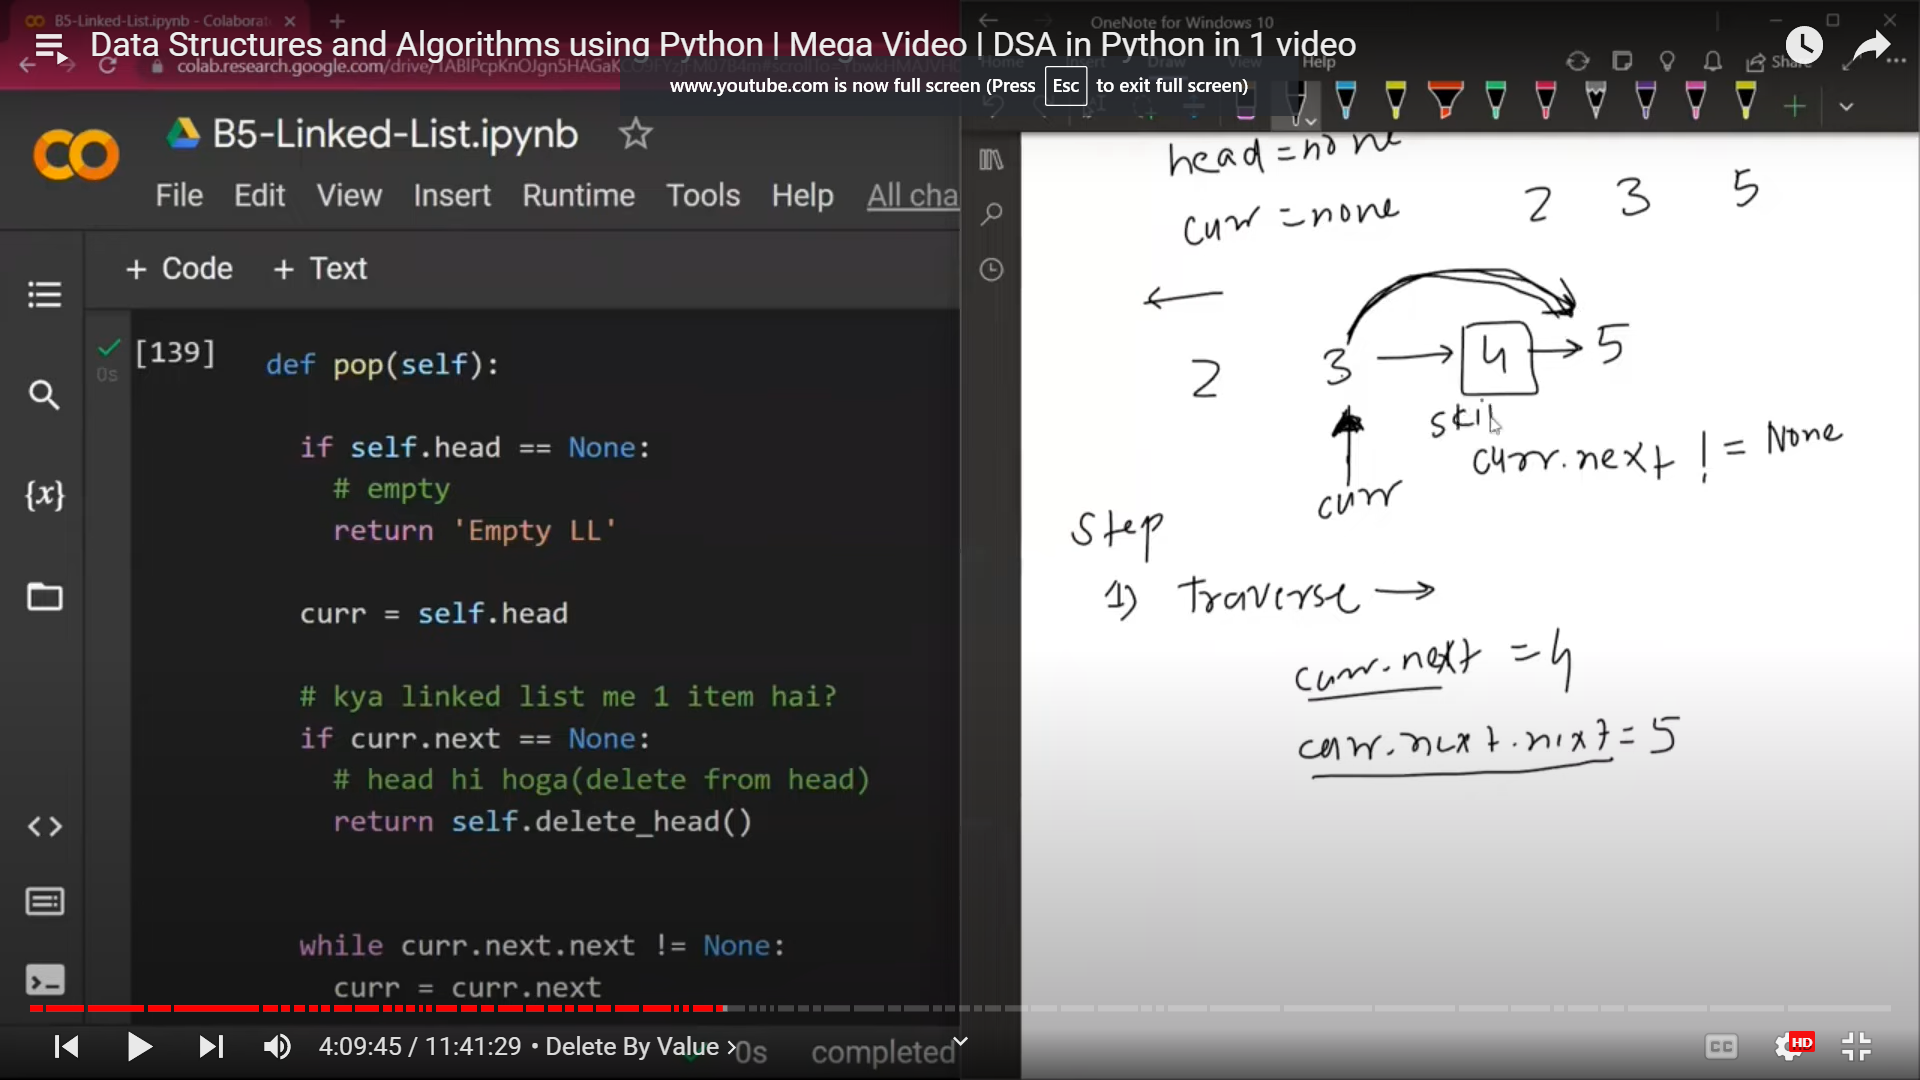 B5-Linked-List.ipynb - Colaborat
OneNote for Windows 10
Data Structures and Algorithms using Python | Mega Video | DSA in Python in 1 video
Home Insert Draw View Help
Share
www.youtube.com is now full screen (Press Esc to exit full screen)
B5-Linked-List.ipynb
File Edit View Insert Runtime Tools Help All cha
+ Code + Text
[139]
0s
def pop(self):
if self.head == None:
# empty
return 'Empty LL'
curr = self.head
# kya linked list me 1 item hai?
if curr.next == None:
# head hi hoga(delete from head)
return self.delete_head()
while curr.next.next != None:
curr = curr.next
{x}
head = none
curr = none
2 3 5
2 3 4 5
skip
curr.next != None
curr
Step
1) Traverse
curr.next = 4
curr.next.next = 5
4:09:45 / 11:41:29 • Delete By Value
0s completed
CC
HD